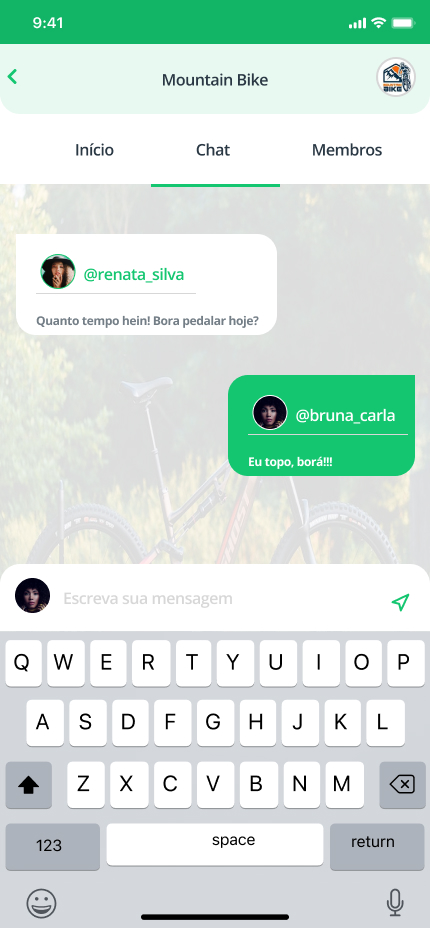 9:41
Mountain Bike
BIKE
Início Chat Membros
@renata_silva
Quanto tempo hein! Bora pedalar hoje?
@bruna_carla
Eu topo, borá!!!
Escreva sua mensagem
Q W E R T Y U I O P
A S D F G H J K L
Z X C V B N M
123 space return